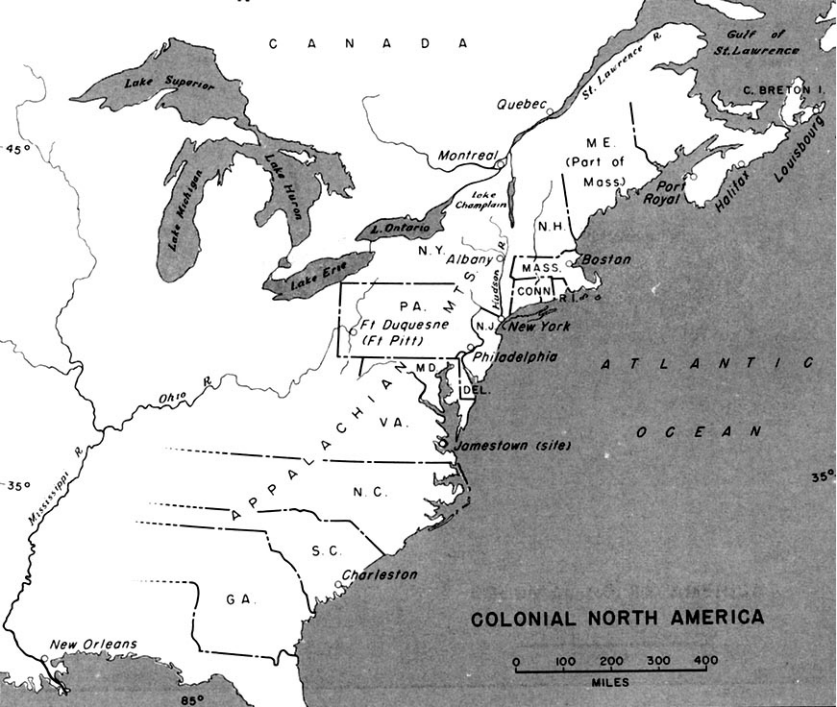 CANADA
Gulf of
St. Lawrence
St. Lawrence R.
Lake Superior
C. BRETON I.
Quebec
Louisbourg
45°
ME.
(Part of
Mass.)
Montreal
Port
Royal
Halifax
Lake Michigan
Lake Huron
Lake
Champlain
L. Ontario
N.H.
N.Y.
Albany
Hudson R.
MASS.
Boston
Lake Erie
CONN
R.I.
PA.
Ft Duquesne
(Ft Pitt)
N.J.
New York
Philadelphia
ATLANTIC
OCEAN
MD.
DEL.
Ohio R.
VA.
Jamestown (site)
APPALACHIAN MTS.
35°
35°
Mississippi R.
N.C.
S.C.
Charleston
GA.
COLONIAL NORTH AMERICA
New Orleans
0 100 200 300 400
MILES
85°